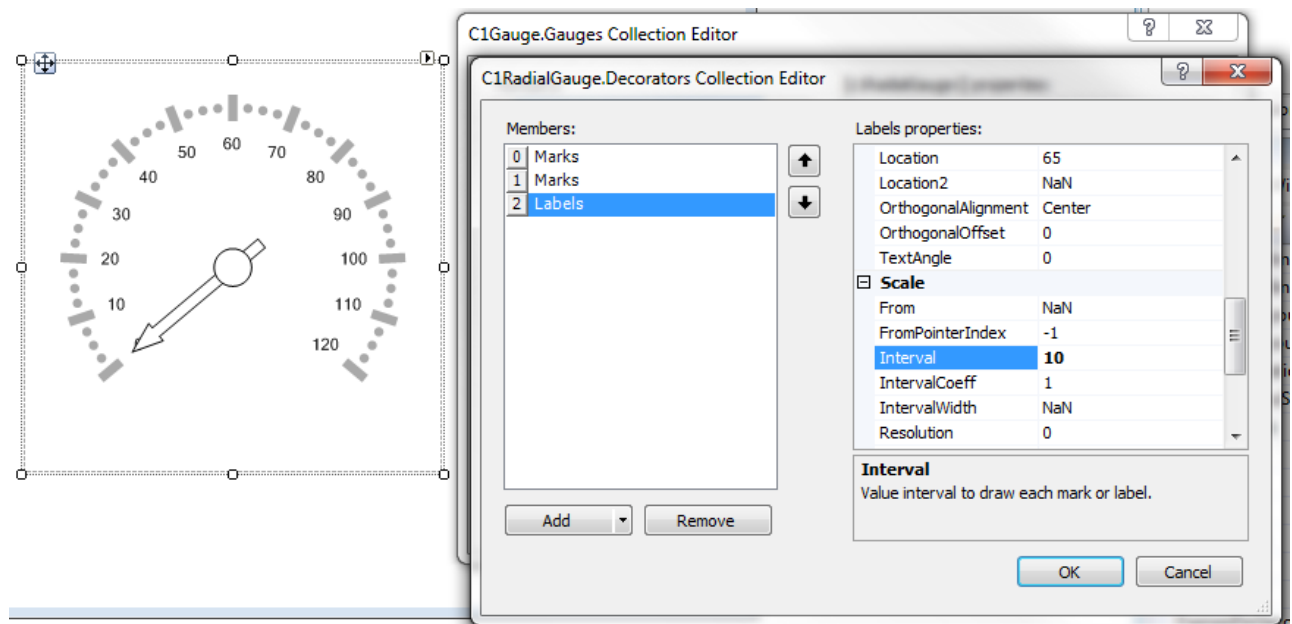 C1Gauge.Gauges Collection Editor
C1RadialGauge.Decorators Collection Editor
Members:
0 Marks
1 Marks
2 Labels
Add
Remove
Labels properties:
Location 65
Location2 NaN
OrthogonalAlignment Center
OrthogonalOffset 0
TextAngle 0
Scale
From NaN
FromPointerIndex -1
Interval 10
IntervalCoeff 1
IntervalWidth NaN
Resolution 0
Interval
Value interval to draw each mark or label.
OK
Cancel
10
20
30
40
50
60
70
80
90
100
110
120